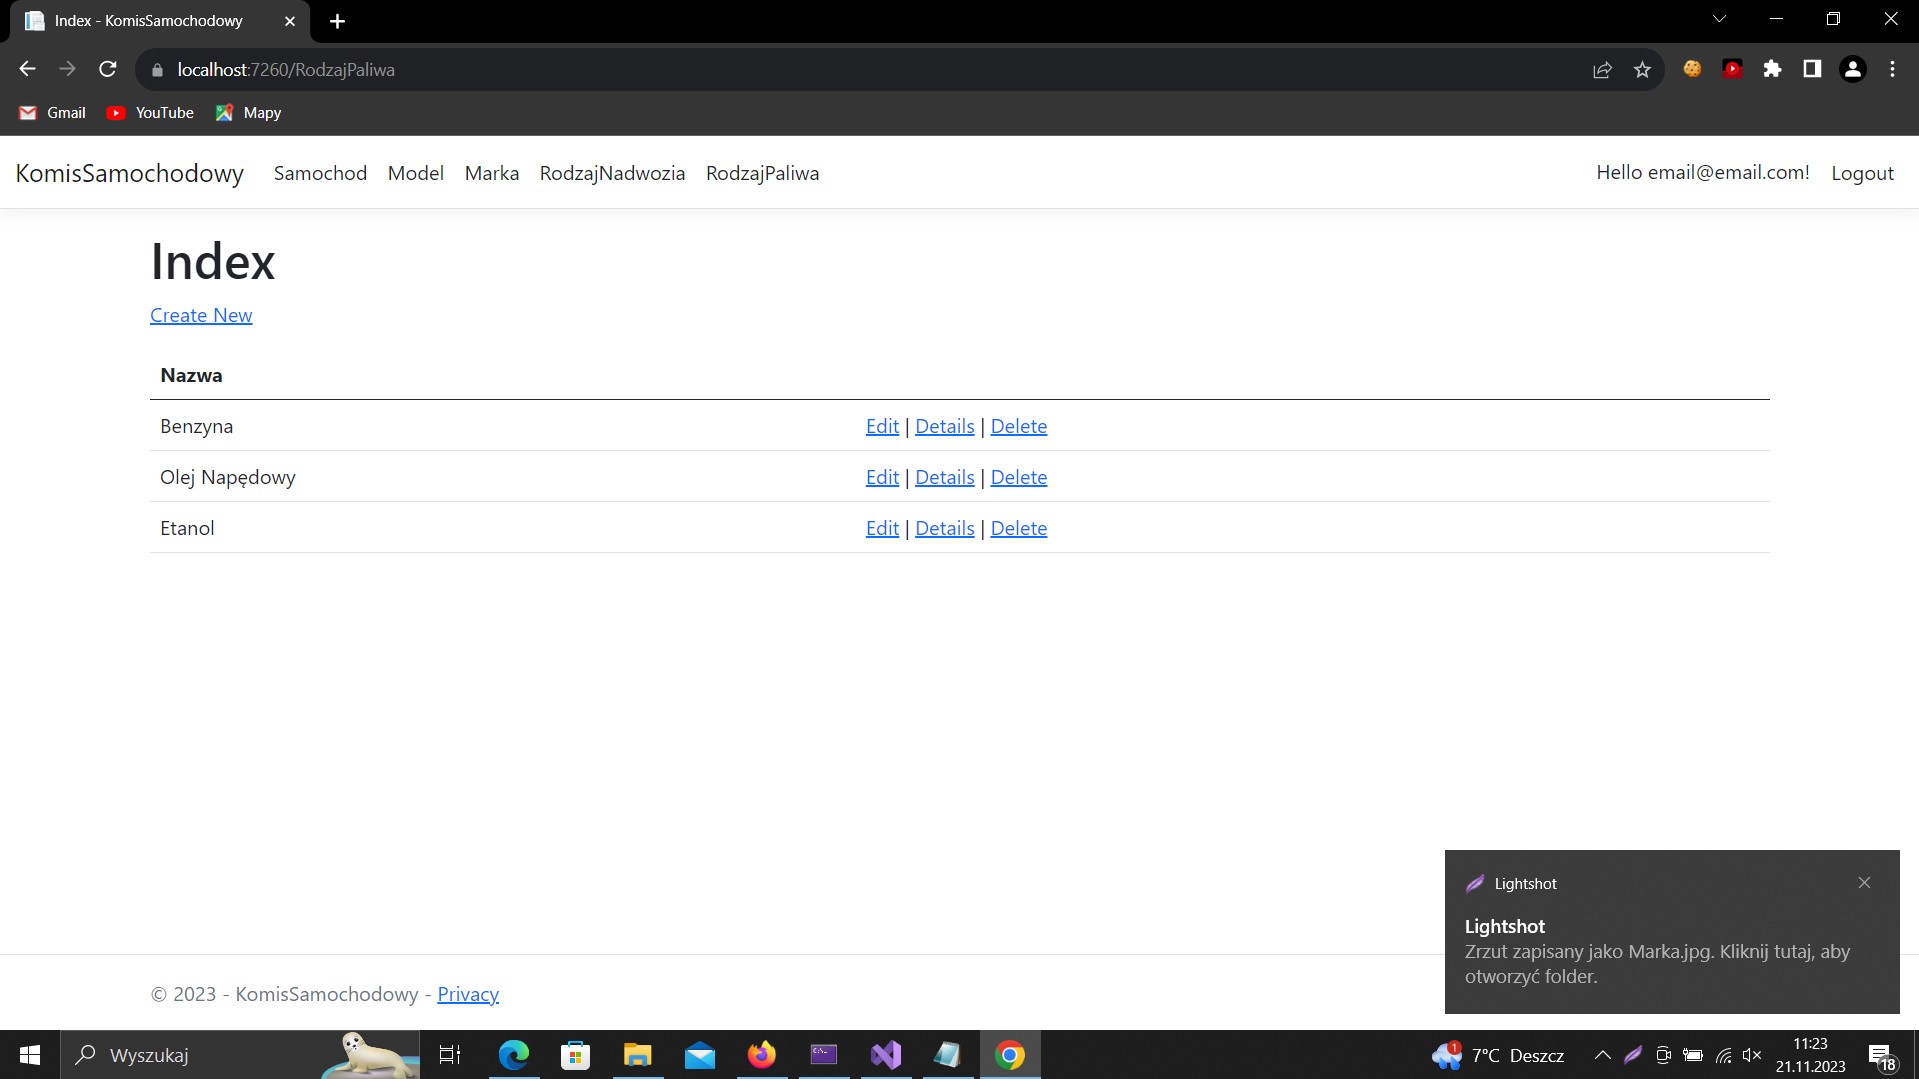 Index - KomisSamochodowy
localhost:7260/RodzajPaliwa
Gmail YouTube Mapy
KomisSamochodowy Samochod Model Marka RodzajNadwozia RodzajPaliwa Hello email@email.com! Logout
Index
Create New
Nazwa
Benzyna Edit | Details | Delete
Olej Napędowy Edit | Details | Delete
Etanol Edit | Details | Delete
Lightshot
Lightshot
Zrzut zapisany jako Marka.jpg. Kliknij tutaj, aby
otworzyć folder.
© 2023 - KomisSamochodowy - Privacy
Wyszukaj
1
7°C Deszcz
11:23
21.11.2023
18